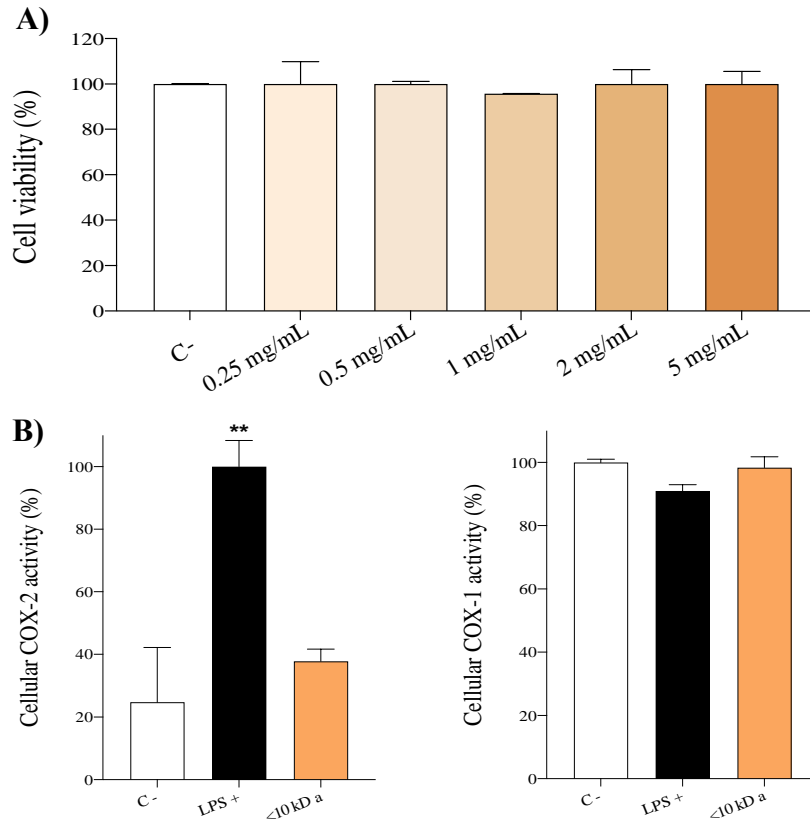 A)
Cell viability (%)
120
100
80
60
40
20
0
C-
0.25 mg/mL
0.5 mg/mL
1 mg/mL
2 mg/mL
5 mg/mL
B)
Cellular COX-2 activity (%)
100
80
60
40
20
0
**
C -
LPS +
<10 kD a
Cellular COX-1 activity (%)
100
80
60
40
20
0
C -
LPS +
<10 kD a